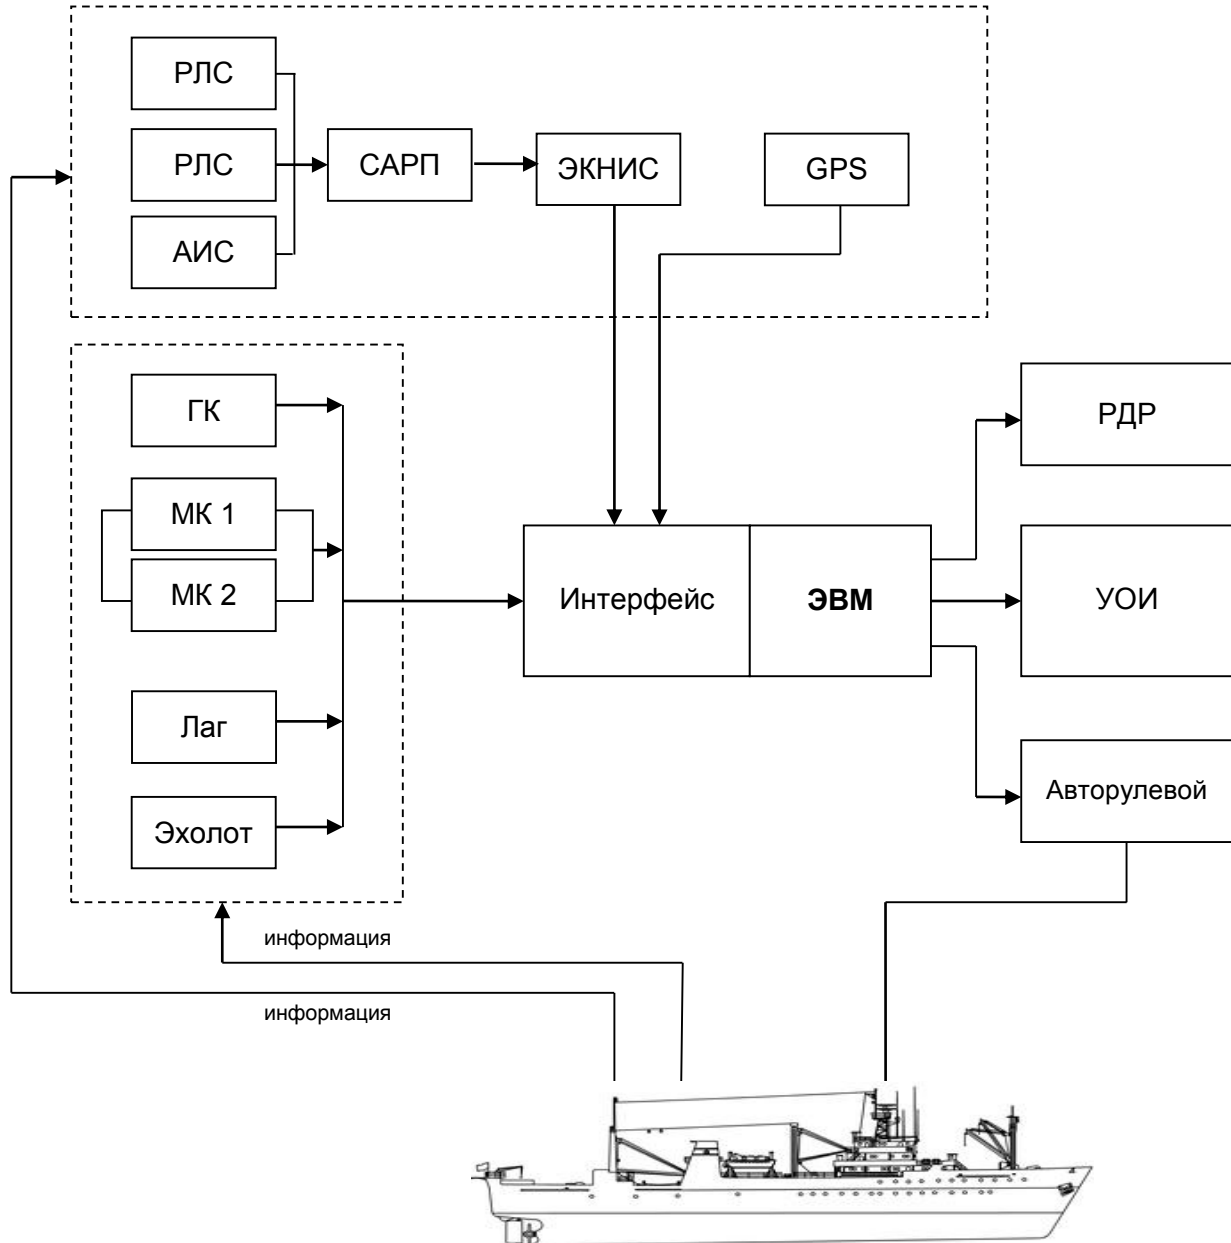 РЛС
РЛС
САРП
ЭКНИС
GPS
АИС
ГК
РДР
МК 1
МК 2
Интерфейс
ЭВМ
УОИ
Лаг
Авторулевой
Эхолот
информация
информация